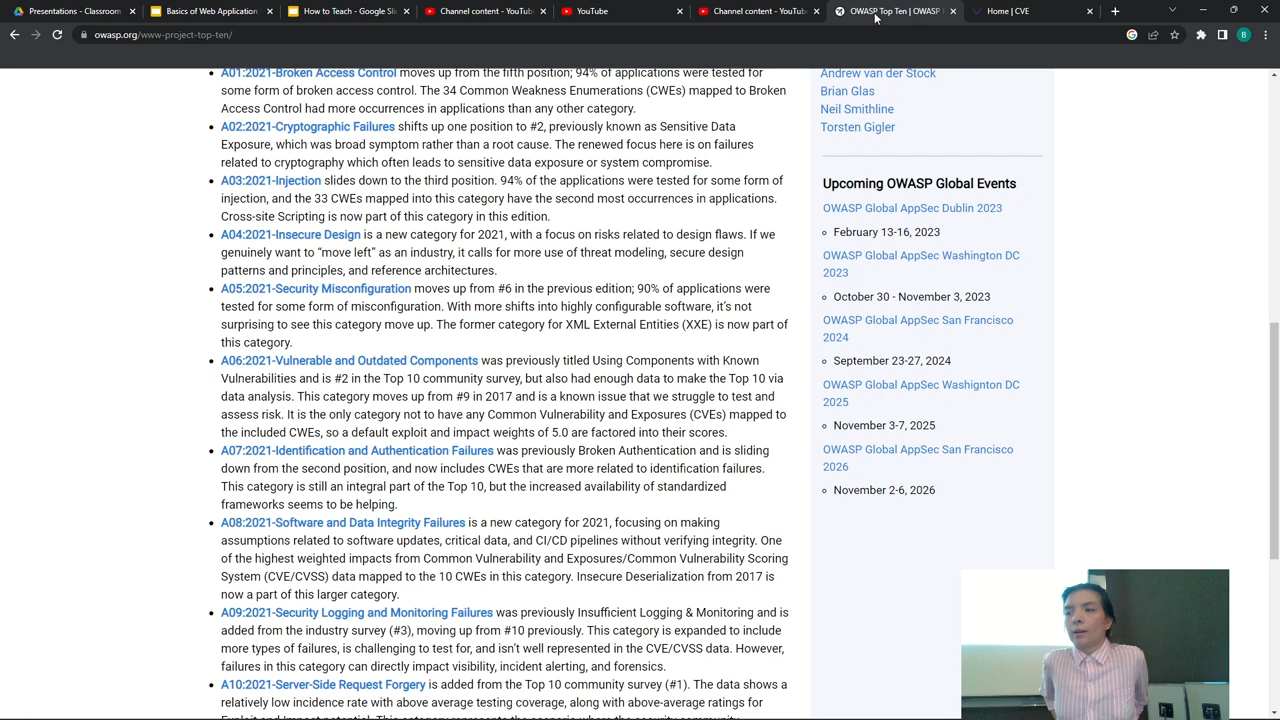 Presentations - Classroom
Basics of Web Application
How to Teach - Google Sli
Channel content - YouTube
YouTube
Channel content - YouTube
OWASP Top Ten | OWASP
Home | CVE
owasp.org/www-project-top-ten/
B
A01:2021-Broken Access Control moves up from the fifth position; 94% of applications were tested for
some form of broken access control. The 34 Common Weakness Enumerations (CWEs) mapped to Broken
Access Control had more occurrences in applications than any other category.
A02:2021-Cryptographic Failures shifts up one position to #2, previously known as Sensitive Data
Exposure, which was broad symptom rather than a root cause. The renewed focus here is on failures
related to cryptography which often leads to sensitive data exposure or system compromise.
A03:2021-Injection slides down to the third position. 94% of the applications were tested for some form of
injection, and the 33 CWEs mapped into this category have the second most occurrences in applications.
Cross-site Scripting is now part of this category in this edition.
A04:2021-Insecure Design is a new category for 2021, with a focus on risks related to design flaws. If we
genuinely want to “move left” as an industry, it calls for more use of threat modeling, secure design
patterns and principles, and reference architectures.
A05:2021-Security Misconfiguration moves up from #6 in the previous edition; 90% of applications were
tested for some form of misconfiguration. With more shifts into highly configurable software, it’s not
surprising to see this category move up. The former category for XML External Entities (XXE) is now part of
this category.
A06:2021-Vulnerable and Outdated Components was previously titled Using Components with Known
Vulnerabilities and is #2 in the Top 10 community survey, but also had enough data to make the Top 10 via
data analysis. This category moves up from #9 in 2017 and is a known issue that we struggle to test and
assess risk. It is the only category not to have any Common Vulnerability and Exposures (CVEs) mapped to
the included CWEs, so a default exploit and impact weights of 5.0 are factored into their scores.
A07:2021-Identification and Authentication Failures was previously Broken Authentication and is sliding
down from the second position, and now includes CWEs that are more related to identification failures.
This category is still an integral part of the Top 10, but the increased availability of standardized
frameworks seems to be helping.
A08:2021-Software and Data Integrity Failures is a new category for 2021, focusing on making
assumptions related to software updates, critical data, and CI/CD pipelines without verifying integrity. One
of the highest weighted impacts from Common Vulnerability and Exposures/Common Vulnerability Scoring
System (CVE/CVSS) data mapped to the 10 CWEs in this category. Insecure Deserialization from 2017 is
now a part of this larger category.
A09:2021-Security Logging and Monitoring Failures was previously Insufficient Logging & Monitoring and is
added from the industry survey (#3), moving up from #10 previously. This category is expanded to include
more types of failures, is challenging to test for, and isn’t well represented in the CVE/CVSS data. However,
failures in this category can directly impact visibility, incident alerting, and forensics.
A10:2021-Server-Side Request Forgery is added from the Top 10 community survey (#1). The data shows a
relatively low incidence rate with above average testing coverage, along with above-average ratings for
Andrew van der Stock
Brian Glas
Neil Smithline
Torsten Gigler
Upcoming OWASP Global Events
OWASP Global AppSec Dublin 2023
February 13-16, 2023
OWASP Global AppSec Washington DC
2023
October 30 - November 3, 2023
OWASP Global AppSec San Francisco
2024
September 23-27, 2024
OWASP Global AppSec Washignton DC
2025
November 3-7, 2025
OWASP Global AppSec San Francisco
2026
November 2-6, 2026